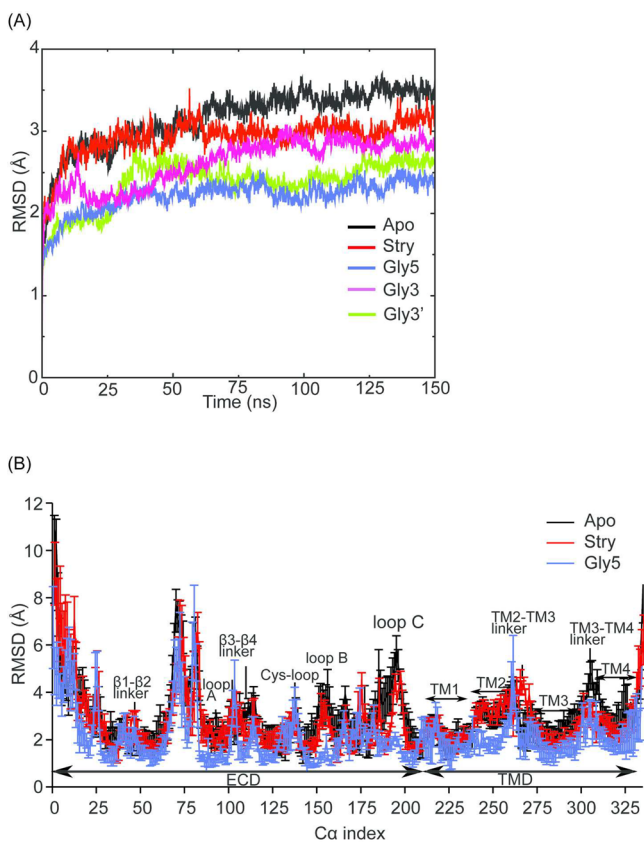 (A)
4
3
2
1
0
RMSD (Å)
Apo
Stry
Gly5
Gly3
Gly3’
0 25 50 75 100 125 150
Time (ns)
(B)
12
10
8
6
4
2
0
RMSD (Å)
Apo
Stry
Gly5
β1-β2
linker
loop
A
β3-β4
linker
Cys-loop
loop B
loop C
TM1
TM2
TM2-TM3
linker
TM3
TM3-TM4
linker
TM4
ECD
TMD
0 25 50 75 100 125 150 175 200 225 250 275 300 325
Cα index